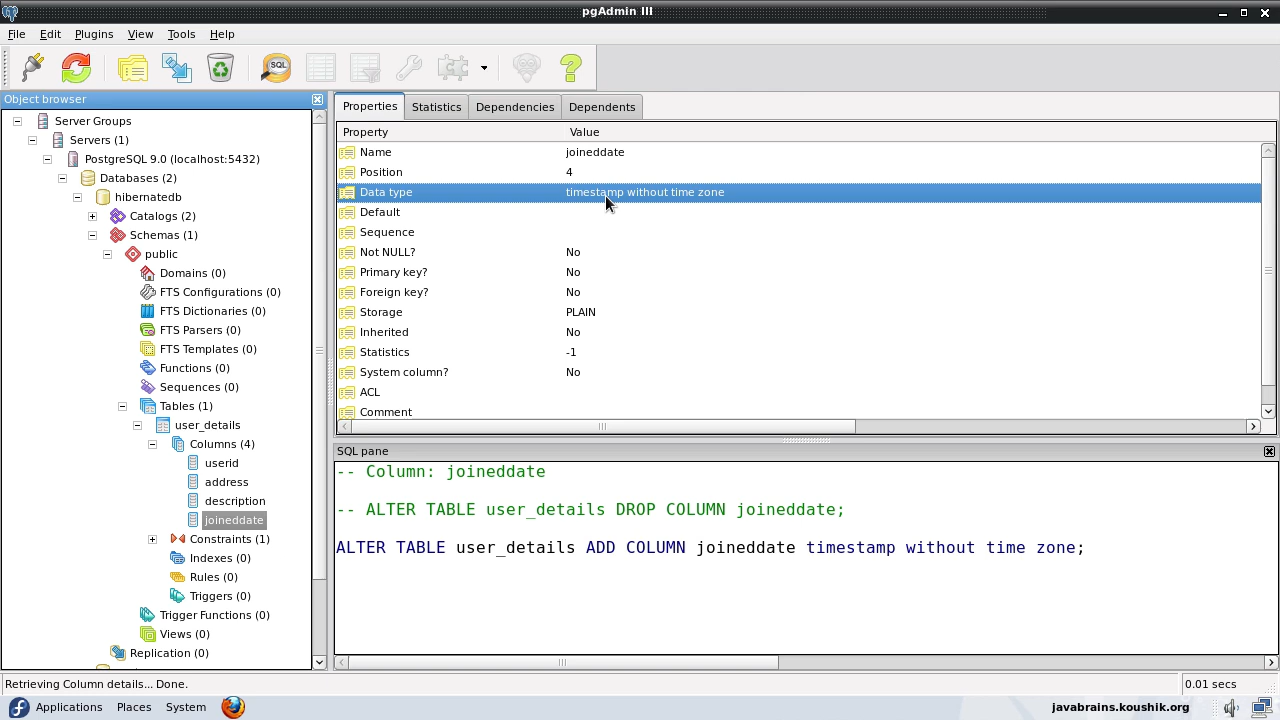 pgAdmin III
File Edit Plugins View Tools Help
SQL
Object browser
Server Groups
Servers (1)
PostgreSQL 9.0 (localhost:5432)
Databases (2)
hibernatedb
Catalogs (2)
Schemas (1)
public
Domains (0)
FTS Configurations (0)
FTS Dictionaries (0)
FTS Parsers (0)
FTS Templates (0)
Functions (0)
Sequences (0)
Tables (1)
user_details
Columns (4)
userid
address
description
joineddate
Constraints (1)
Indexes (0)
Rules (0)
Triggers (0)
Trigger Functions (0)
Views (0)
Replication (0)
Properties Statistics Dependencies Dependents
Property Value
Name joineddate
Position 4
Data type timestamp without time zone
Default
Sequence
Not NULL? No
Primary key? No
Foreign key? No
Storage PLAIN
Inherited No
Statistics -1
System column? No
ACL
Comment
SQL pane
-- Column: joineddate
-- ALTER TABLE user_details DROP COLUMN joineddate;
ALTER TABLE user_details ADD COLUMN joineddate timestamp without time zone;
Retrieving Column details... Done. 0.01 secs
Applications Places System javabrains.koushik.org